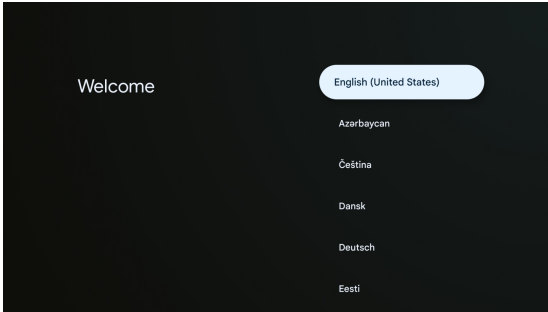 Welcome
English (United States)
Azərbaycan
Čeština
Dansk
Deutsch
Eesti